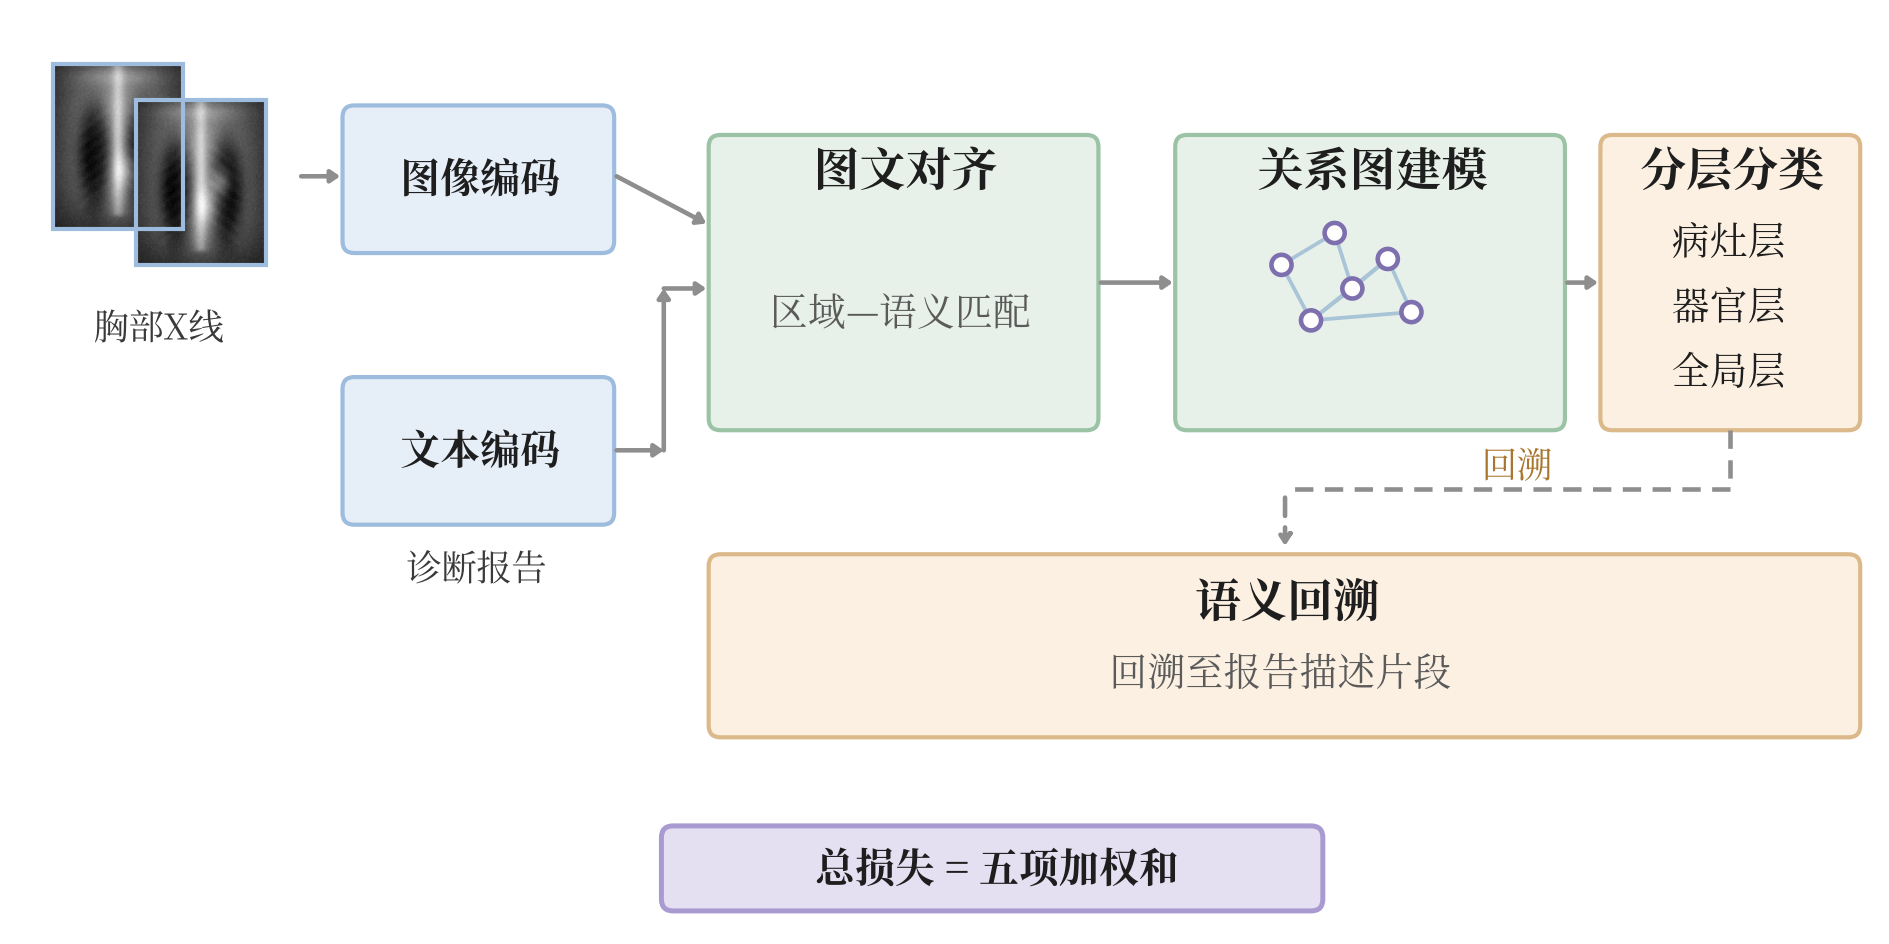 胸部X线
图像编码
文本编码
诊断报告
图文对齐
区域—语义匹配
关系图建模
分层分类
病灶层
器官层
全局层
回溯
语义回溯
回溯至报告描述片段
总损失 = 五项加权和